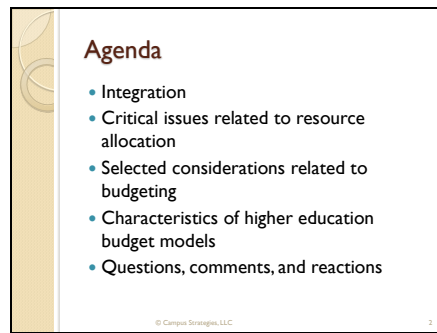 Agenda
• Integration
• Critical issues related to resource
allocation
• Selected considerations related to
budgeting
• Characteristics of higher education
budget models
• Questions, comments, and reactions
© Campus Strategies, LLC
2